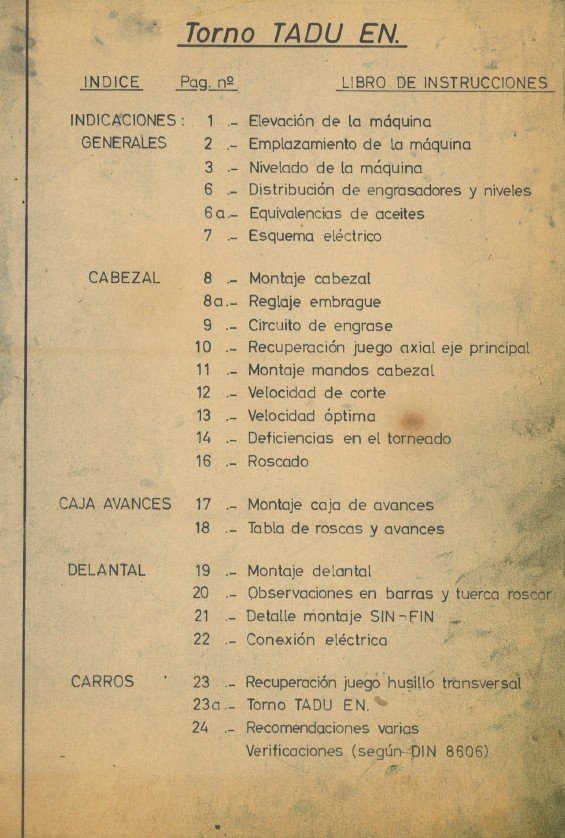 Torno TADU EN.
INDICE Pag. nº LIBRO DE INSTRUCCIONES
INDICACIONES: 1 .- Elevación de la máquina
GENERALES 2 .- Emplazamiento de la máquina
3 .- Nivelado de la máquina
6 .- Distribución de engrasadores y niveles
6a.- Equivalencias de aceites
7 .- Esquema eléctrico
CABEZAL 8 .- Montaje cabezal
8a.- Reglaje embrague
9 .- Circuito de engrase
10 .- Recuperación juego axial eje principal
11 .- Montaje mandos cabezal
12 .- Velocidad de corte
13 .- Velocidad óptima
14 .- Deficiencias en el torneado
16 .- Roscado
CAJA AVANCES 17 .- Montaje caja de avances
18 .- Tabla de roscas y avances
DELANTAL 19 .- Montaje delantal
20 .- Observaciones en barras y tuerca roscar
21 .- Detalle montaje SIN-FIN
22 .- Conexión eléctrica
CARROS 23 .- Recuperación juego husillo transversal
23a.- Torno TADU EN.
24 .- Recomendaciones varias
Verificaciones (según DIN 8606)